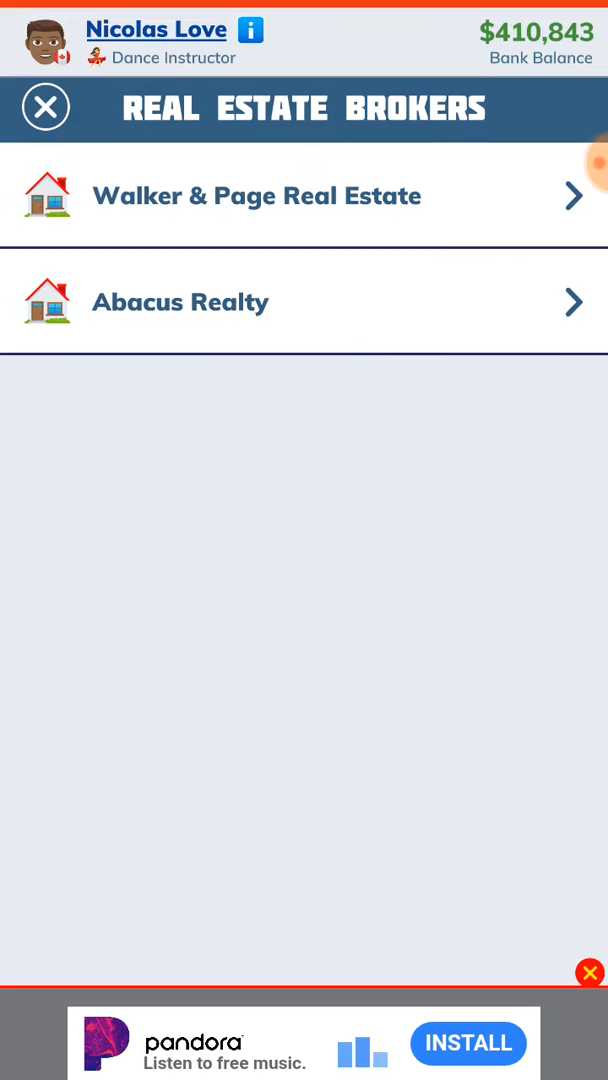 Nicolas Love i
$410,843
Dance Instructor
Bank Balance
REAL ESTATE BROKERS
Walker & Page Real Estate
Abacus Realty
pandora
Listen to free music.
INSTALL